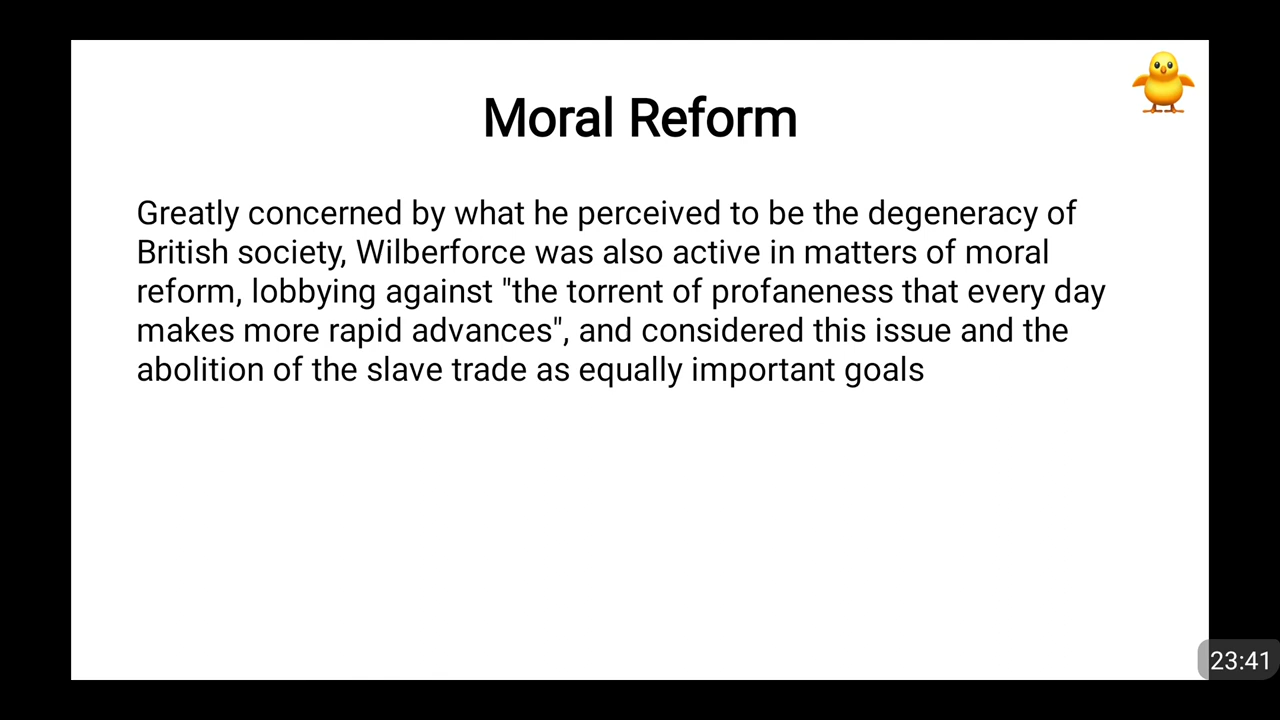 Moral Reform
Greatly concerned by what he perceived to be the degeneracy of
British society, Wilberforce was also active in matters of moral
reform, lobbying against "the torrent of profaneness that every day
makes more rapid advances", and considered this issue and the
abolition of the slave trade as equally important goals
23:41